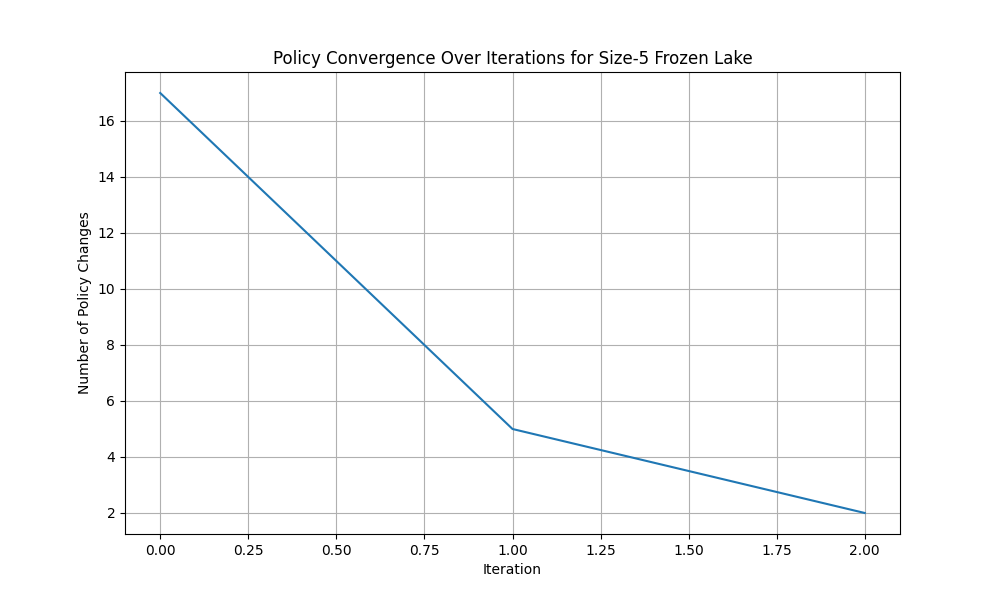 Policy Convergence Over Iterations for Size-5 Frozen Lake
Number of Policy Changes
16
14
12
10
8
6
4
2
0.00 0.25 0.50 0.75 1.00 1.25 1.50 1.75 2.00
Iteration